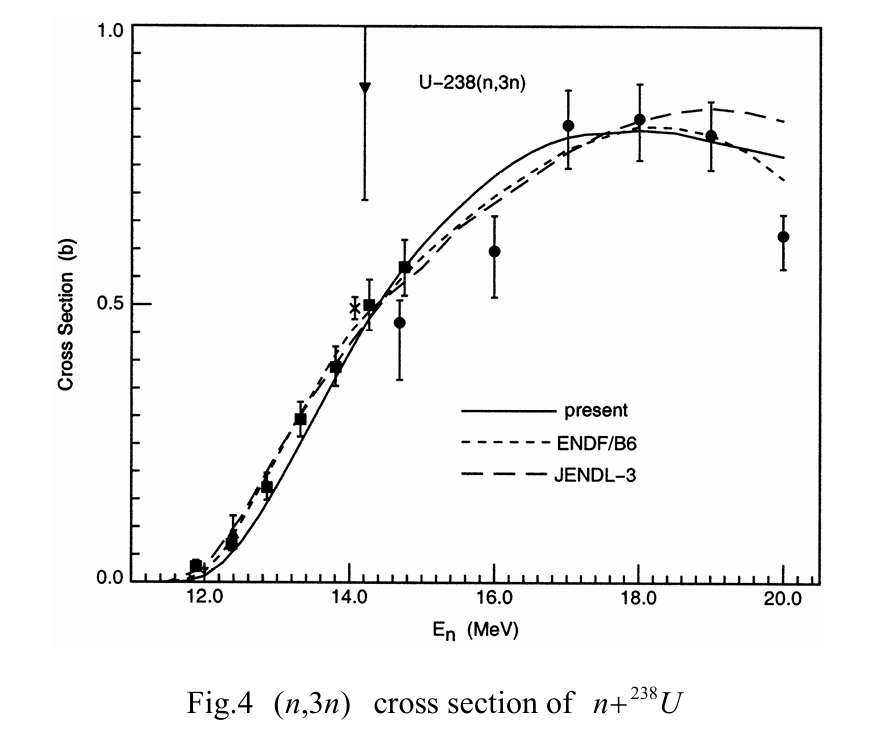 1.0
U−238(n,3n)
Cross Section (b)
0.5
present
ENDF/B6
JENDL−3
0.0
12.0 14.0 16.0 18.0 20.0
En (MeV)
Fig.4 (n,3n) cross section of n+²³⁸U